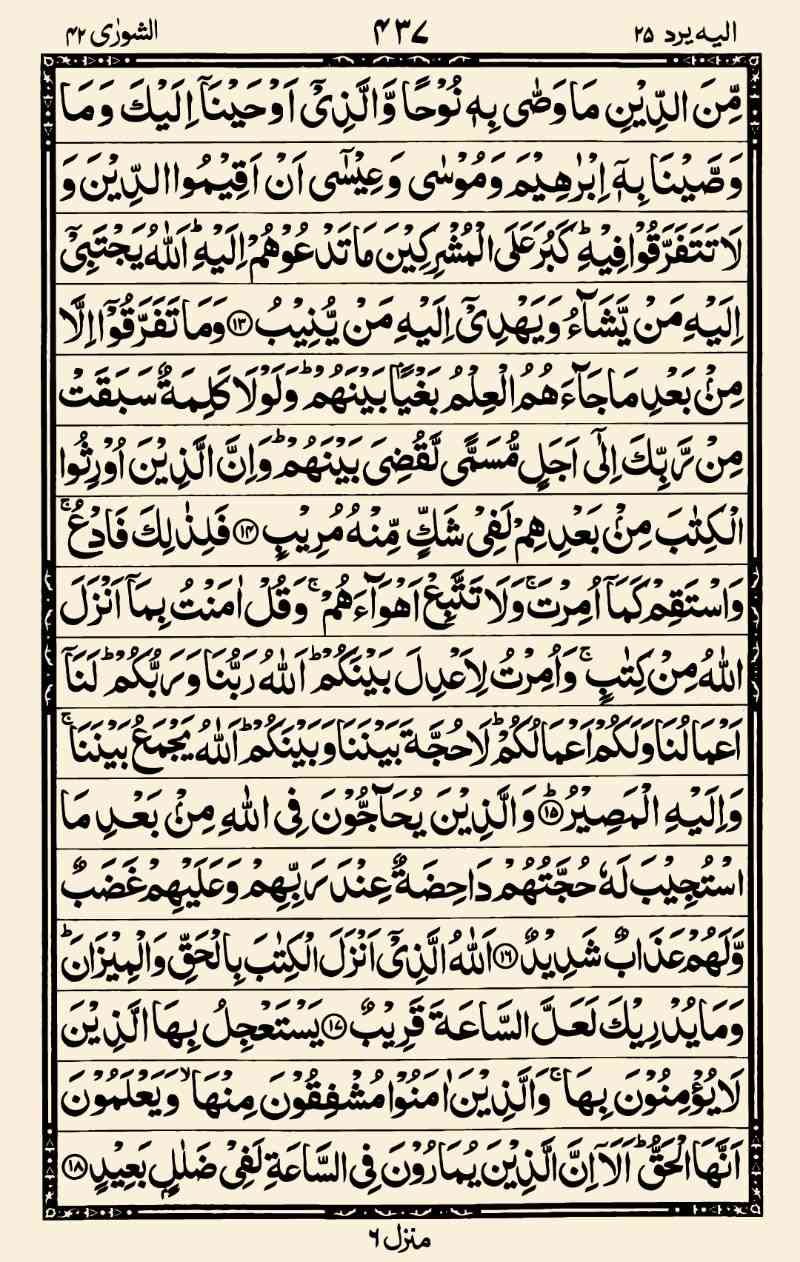 الیه یرد ۲۵
۴۳۷
الشورٰی ۴۲
مِّنَ الدِّيْنِ مَا وَصّٰى بِهٖ نُوْحًا وَّالَّذِىْۤ اَوْحَيْنَاۤ اِلَيْكَ وَمَا
وَصَّيْنَا بِهٖۤ اِبْرٰهِيْمَ وَمُوْسٰى وَعِيْسٰٓى اَنْ اَقِيْمُوا الدِّيْنَ وَ
لَا تَتَفَرَّقُوْا فِيْهِؕ كَبُرَ عَلَى الْمُشْرِكِيْنَ مَا تَدْعُوْهُمْ اِلَيْهِؕ اَللّٰهُ يَجْتَبِىْۤ
اِلَيْهِ مَنْ يَّشَآءُ وَيَهْدِىْۤ اِلَيْهِ مَنْ يُّنِيْبُ ۱۳ وَمَا تَفَرَّقُوْۤا اِلَّا
مِنْۢ بَعْدِ مَا جَآءَهُمُ الْعِلْمُ بَغْيًاۢ بَيْنَهُمْؕ وَلَوْلَا كَلِمَةٌ سَبَقَتْ
مِنْ رَّبِّكَ اِلٰٓى اَجَلٍ مُّسَمًّى لَّقُضِىَ بَيْنَهُمْؕ وَاِنَّ الَّذِيْنَ اُوْرِثُوا
الْكِتٰبَ مِنْۢ بَعْدِهِمْ لَفِىْ شَكٍّ مِّنْهُ مُرِيْبٍ ۱۴ فَلِذٰلِكَ فَادْعُۚ
وَاسْتَقِمْ كَمَاۤ اُمِرْتَۚ وَلَا تَتَّبِعْ اَهْوَآءَهُمْۚ وَقُلْ اٰمَنْتُ بِمَاۤ اَنْزَلَ
اللّٰهُ مِنْ كِتٰبٍۚ وَاُمِرْتُ لِاَعْدِلَ بَيْنَكُمْؕ اَللّٰهُ رَبُّنَا وَرَبُّكُمْؕ لَنَاۤ
اَعْمَالُنَا وَلَكُمْ اَعْمَالُكُمْؕ لَا حُجَّةَ بَيْنَنَا وَبَيْنَكُمْؕ اَللّٰهُ يَجْمَعُ بَيْنَنَاۚ
وَاِلَيْهِ الْمَصِيْرُؕ ۱۵ وَالَّذِيْنَ يُحَآجُّوْنَ فِى اللّٰهِ مِنْۢ بَعْدِ مَا
اسْتُجِيْبَ لَهٗ حُجَّتُهُمْ دَاحِضَةٌ عِنْدَ رَبِّهِمْ وَعَلَيْهِمْ غَضَبٌ
وَّلَهُمْ عَذَابٌ شَدِيْدٌ ۱۶ اَللّٰهُ الَّذِىْۤ اَنْزَلَ الْكِتٰبَ بِالْحَقِّ وَالْمِيْزَانَؕ
وَمَا يُدْرِيْكَ لَعَلَّ السَّاعَةَ قَرِيْبٌ ۱۷ يَسْتَعْجِلُ بِهَا الَّذِيْنَ
لَا يُؤْمِنُوْنَ بِهَاۚ وَالَّذِيْنَ اٰمَنُوْا مُشْفِقُوْنَ مِنْهَاۙ وَيَعْلَمُوْنَ
اَنَّهَا الْحَقُّؕ اَلَاۤ اِنَّ الَّذِيْنَ يُمَارُوْنَ فِى السَّاعَةِ لَفِىْ ضَلٰلٍۢ بَعِيْدٍ ۱۸
منزل ۶